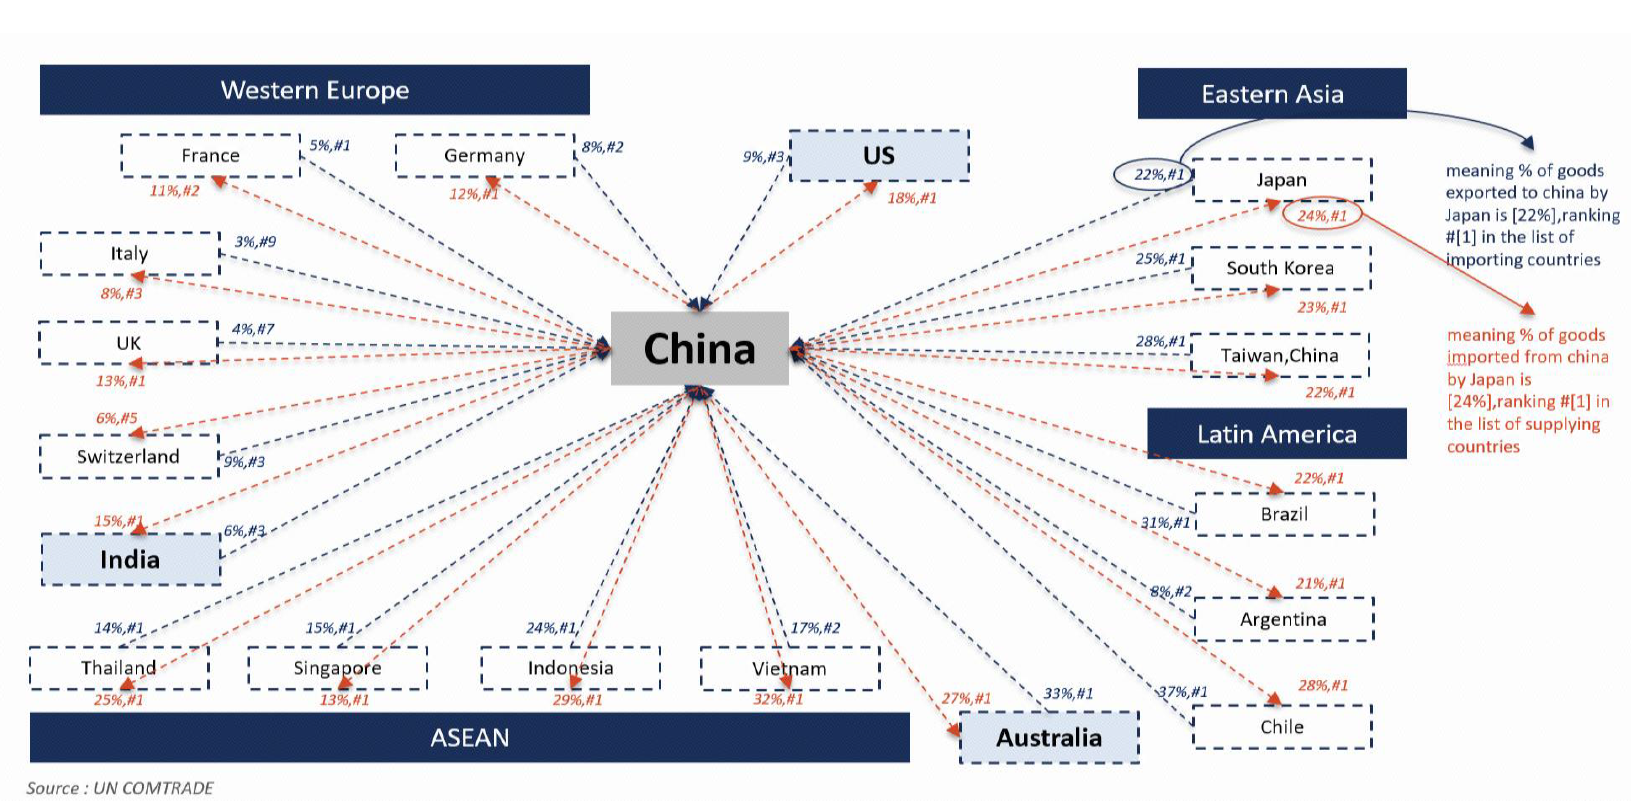 Western Europe
Eastern Asia
France
5%,#1
11%,#2
Germany
8%,#2
12%,#1
9%,#3
US
18%,#1
22%,#1
Japan
24%,#1
meaning % of goods
exported to china by
Japan is [22%],ranking
#[1] in the list of
importing countries
Italy
3%,#9
8%,#3
25%,#1
South Korea
23%,#1
UK
4%,#7
13%,#1
China
28%,#1
Taiwan,China
22%,#1
meaning % of goods
imported from china
by Japan is
[24%],ranking #[1] in
the list of supplying
countries
6%,#5
Switzerland
9%,#3
Latin America
22%,#1
Brazil
31%,#1
15%,#1
India
6%,#3
21%,#1
8%,#2
Argentina
14%,#1
Thailand
25%,#1
15%,#1
Singapore
13%,#1
24%,#1
Indonesia
29%,#1
17%,#2
Vietnam
32%,#1
27%,#1
33%,#1
Australia
37%,#1
28%,#1
Chile
ASEAN
Source : UN COMTRADE